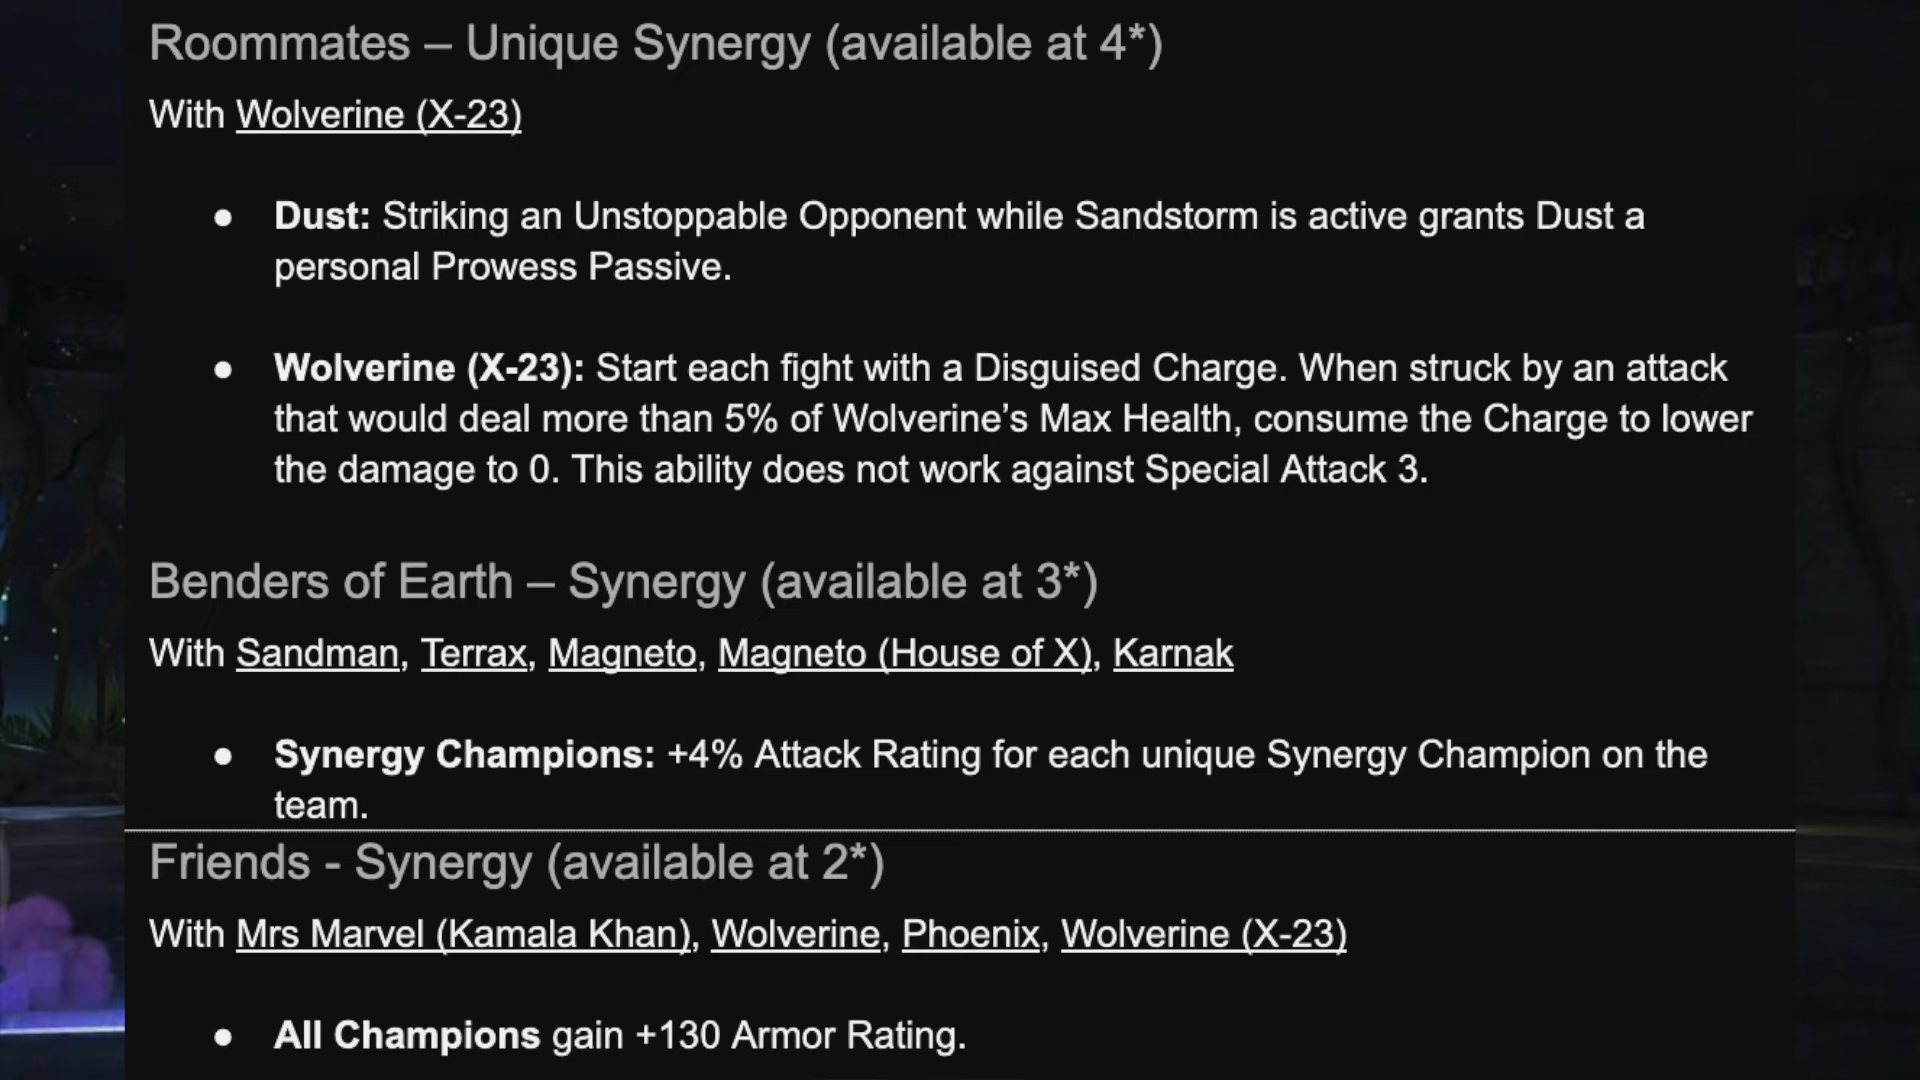 Roommates – Unique Synergy (available at 4*)
With Wolverine (X-23)
● Dust: Striking an Unstoppable Opponent while Sandstorm is active grants Dust a
personal Prowess Passive.
● Wolverine (X-23): Start each fight with a Disguised Charge. When struck by an attack
that would deal more than 5% of Wolverine’s Max Health, consume the Charge to lower
the damage to 0. This ability does not work against Special Attack 3.
Benders of Earth – Synergy (available at 3*)
With Sandman, Terrax, Magneto, Magneto (House of X), Karnak
● Synergy Champions: +4% Attack Rating for each unique Synergy Champion on the
team.
Friends - Synergy (available at 2*)
With Mrs Marvel (Kamala Khan), Wolverine, Phoenix, Wolverine (X-23)
● All Champions gain +130 Armor Rating.